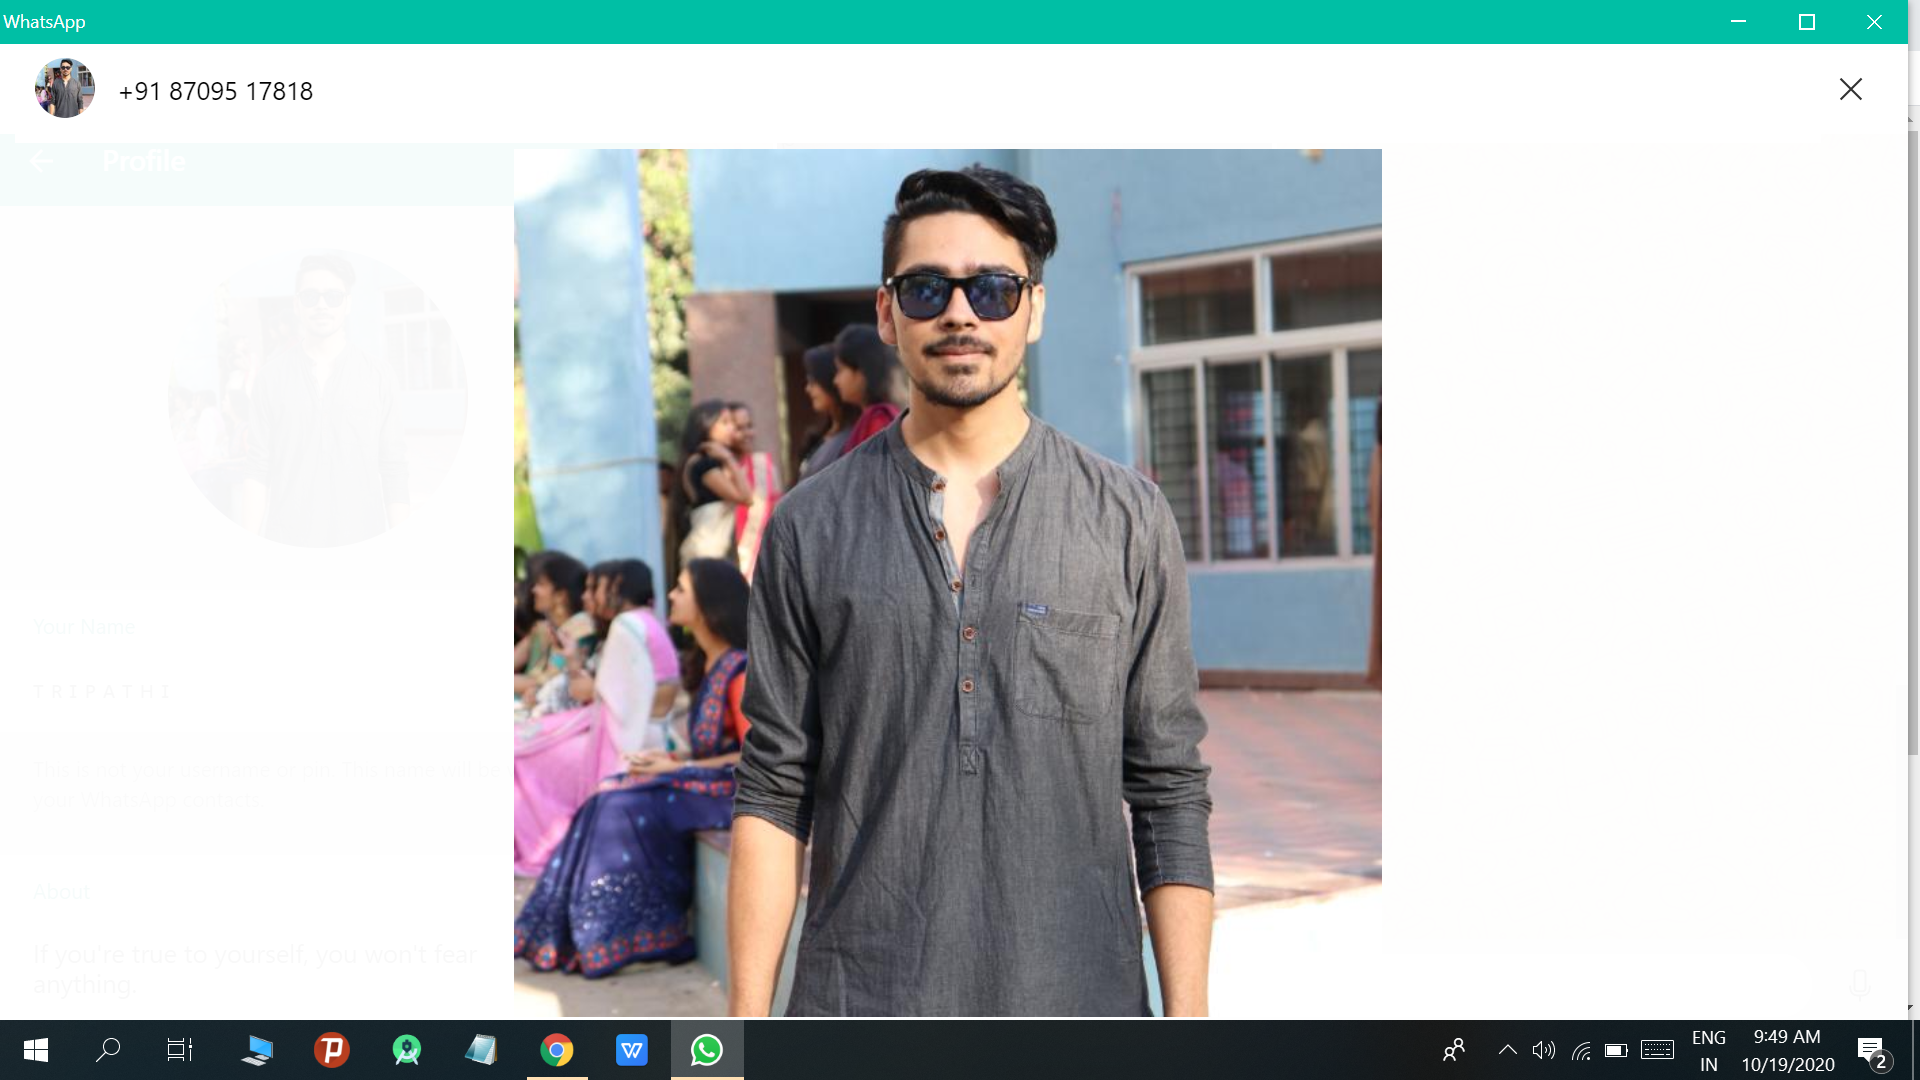 WhatsApp
+91 87095 17818
Profile
Your Name
T R I P A T H I
This is not your username or pin. This name will be
your WhatsApp contacts.
About
If you're true to yourself, you won't fear
anything.
ENG
IN
9:49 AM
10/19/2020
2